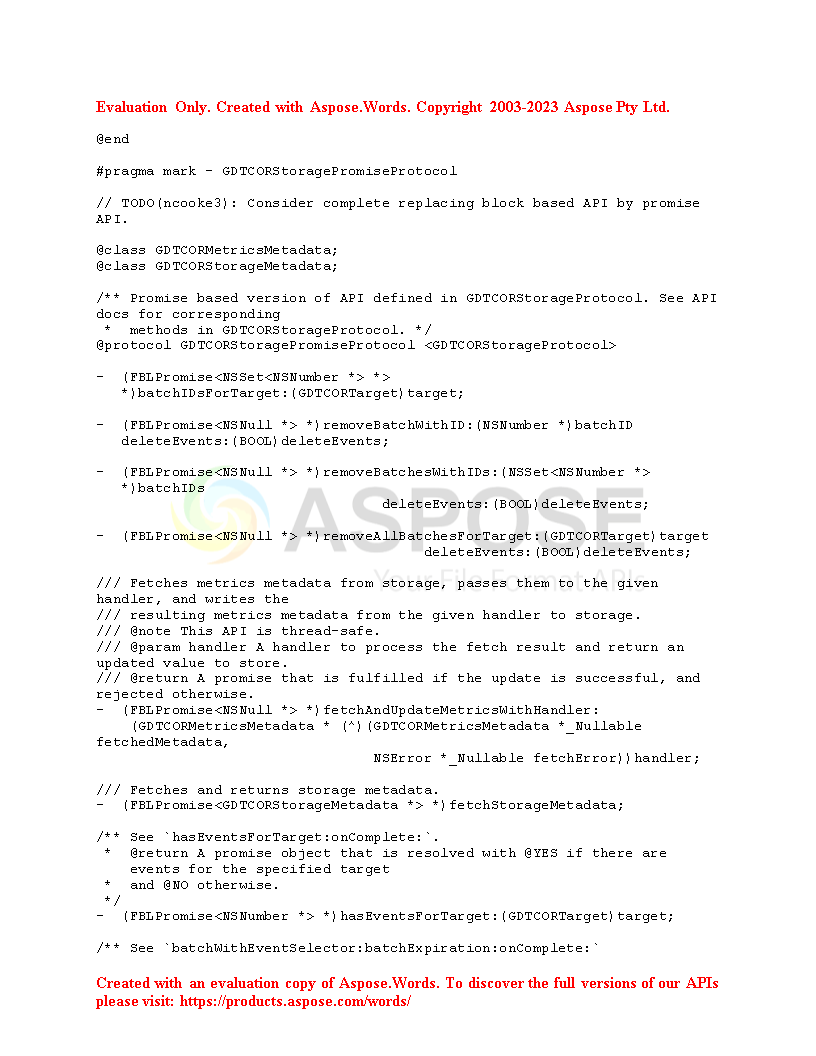 Evaluation Only. Created with Aspose.Words. Copyright 2003-2023 Aspose Pty Ltd.
@end
#pragma mark - GDTCORStoragePromiseProtocol
// TODO(ncooke3): Consider complete replacing block based API by promise
API.
@class GDTCORMetricsMetadata;
@class GDTCORStorageMetadata;
/** Promise based version of API defined in GDTCORStorageProtocol. See API
docs for corresponding
 *  methods in GDTCORStorageProtocol. */
@protocol GDTCORStoragePromiseProtocol <GDTCORStorageProtocol>
-  (FBLPromise<NSSet<NSNumber *> *>
   *)batchIDsForTarget:(GDTCORTarget)target;
-  (FBLPromise<NSNull *> *)removeBatchWithID:(NSNumber *)batchID
   deleteEvents:(BOOL)deleteEvents;
-  (FBLPromise<NSNull *> *)removeBatchesWithIDs:(NSSet<NSNumber *>
   *)batchIDs
                                  deleteEvents:(BOOL)deleteEvents;
-  (FBLPromise<NSNull *> *)removeAllBatchesForTarget:(GDTCORTarget)target
                                       deleteEvents:(BOOL)deleteEvents;
ASPOSE
Your File Format APIs
/// Fetches metrics metadata from storage, passes them to the given
handler, and writes the
/// resulting metrics metadata from the given handler to storage.
/// @note This API is thread-safe.
/// @param handler A handler to process the fetch result and return an
updated value to store.
/// @return A promise that is fulfilled if the update is successful, and
rejected otherwise.
-  (FBLPromise<NSNull *> *)fetchAndUpdateMetricsWithHandler:
    (GDTCORMetricsMetadata * (^)(GDTCORMetricsMetadata *_Nullable
fetchedMetadata,
                                 NSError *_Nullable fetchError))handler;
/// Fetches and returns storage metadata.
-  (FBLPromise<GDTCORStorageMetadata *> *)fetchStorageMetadata;
/** See `hasEventsForTarget:onComplete:`.
 *  @return A promise object that is resolved with @YES if there are
    events for the specified target
 *  and @NO otherwise.
 */
-  (FBLPromise<NSNumber *> *)hasEventsForTarget:(GDTCORTarget)target;
/** See `batchWithEventSelector:batchExpiration:onComplete:`
Created with an evaluation copy of Aspose.Words. To discover the full versions of our APIs
please visit: https://products.aspose.com/words/